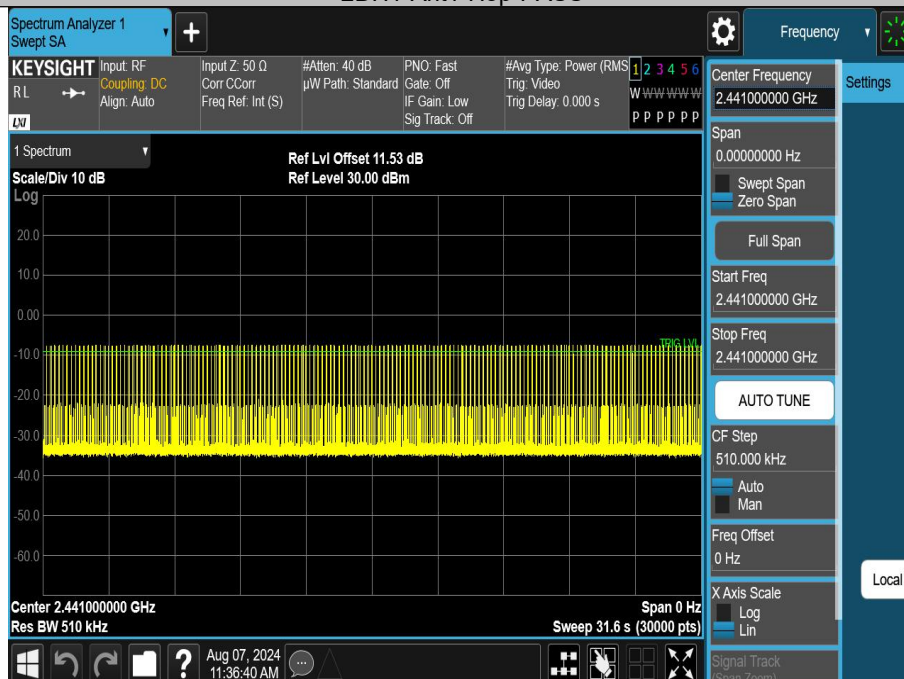 Spectrum Analyzer 1
Swept SA
Frequency
KEYSIGHT
R L
LXI
Input: RF
Coupling: DC
Align: Auto
Input Z: 50 Ω
Corr CCorr
Freq Ref: Int (S)
#Atten: 40 dB
µW Path: Standard
PNO: Fast
Gate: Off
IF Gain: Low
Sig Track: Off
#Avg Type: Power (RMS
Trig: Video
Trig Delay: 0.000 s
1 2 3 4 5 6
W W W W W W
P P P P P P
Center Frequency
2.441000000 GHz
Settings
Span
0.00000000 Hz
Swept Span
Zero Span
Full Span
Start Freq
2.441000000 GHz
Stop Freq
2.441000000 GHz
AUTO TUNE
CF Step
510.000 kHz
Auto
Man
Freq Offset
0 Hz
X Axis Scale
Log
Lin
Signal Track
(Span Zoom)
Local
1 Spectrum
Scale/Div 10 dB
Ref Lvl Offset 11.53 dB
Ref Level 30.00 dBm
Log
20.0
10.0
0.00
-10.0
-20.0
-30.0
-40.0
-50.0
-60.0
TRIG LVL
Center 2.441000000 GHz
Span 0 Hz
Res BW 510 kHz
Sweep 31.6 s (30000 pts)
Aug 07, 2024
11:36:40 AM